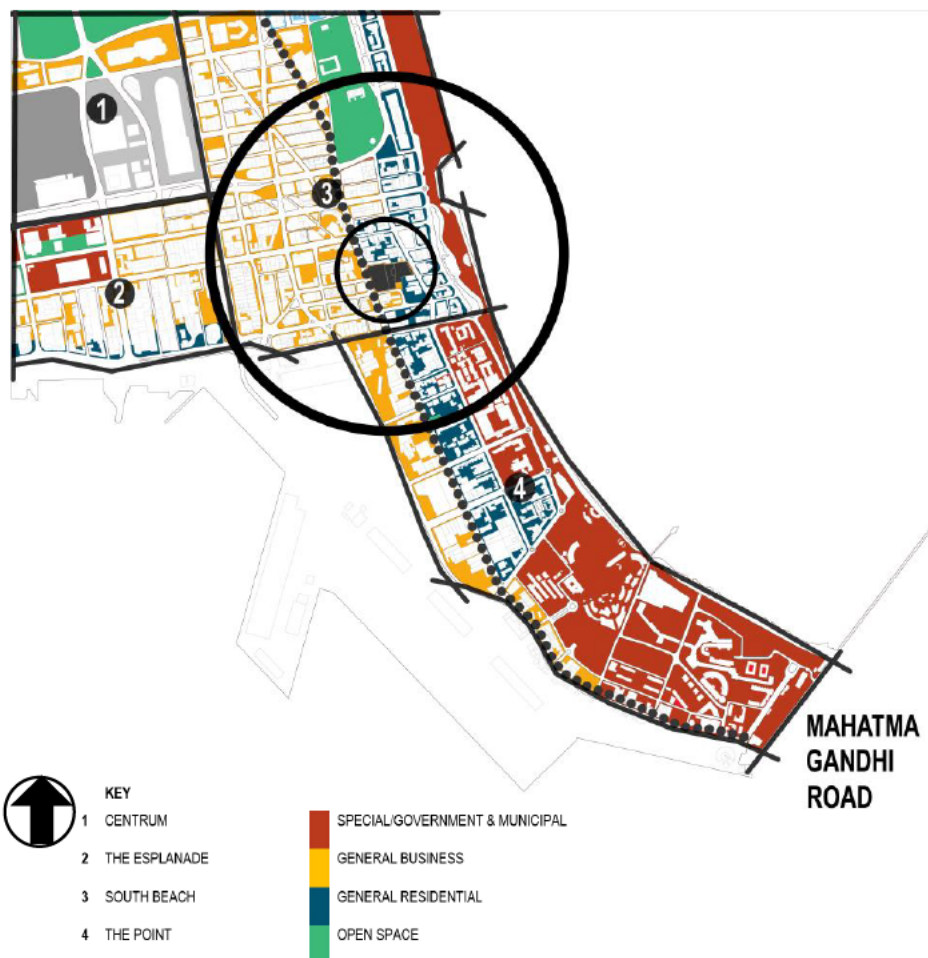 1
3
2
4
MAHATMA
GANDHI
ROAD
KEY
1 CENTRUM
2 THE ESPLANADE
3 SOUTH BEACH
4 THE POINT
SPECIAL/GOVERNMENT & MUNICIPAL
GENERAL BUSINESS
GENERAL RESIDENTIAL
OPEN SPACE